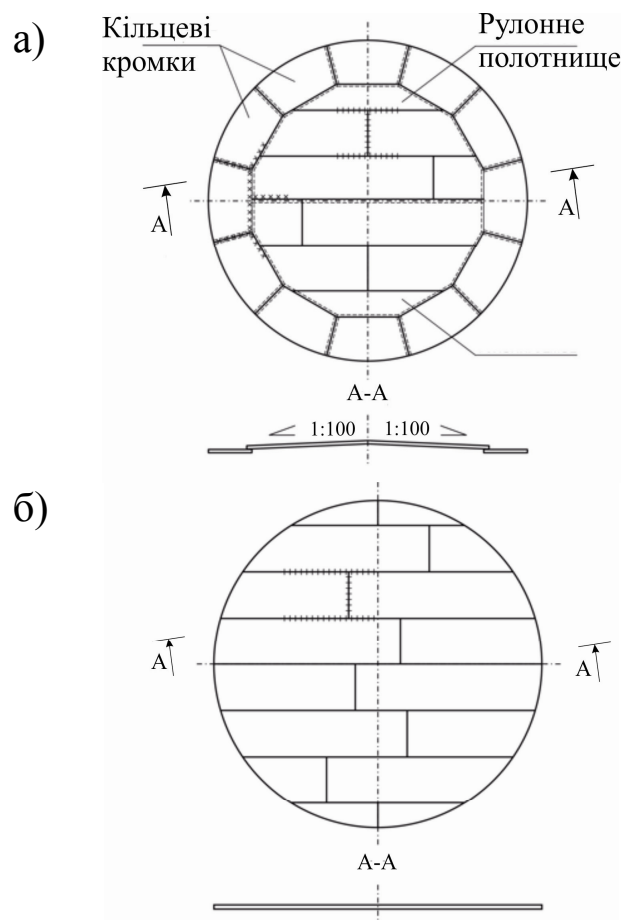 а)
Кільцеві
кромки
Рулонне
полотнище
А
А
А-А
1:100
1:100
б)
А
А
А-А